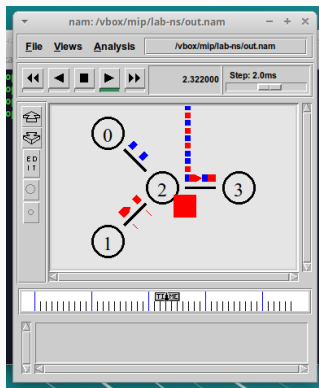 nam: /vbox/mip/lab-ns/out.nam
File Views Analysis /vbox/mip/lab-ns/out.nam
2.322000 Step: 2.0ms
E D
I T
0
2 3
1
TIME